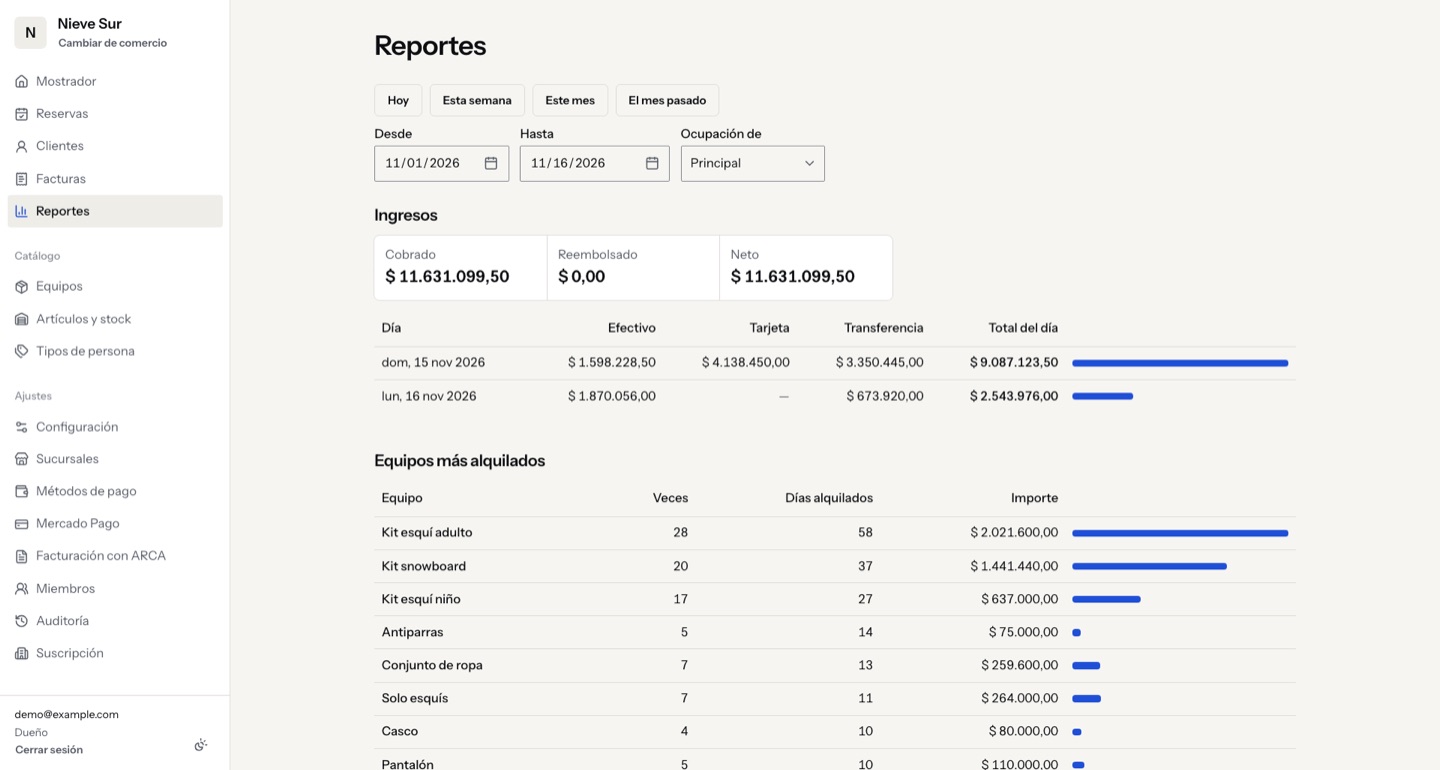 N
Nieve Sur
Cambiar de comercio
Mostrador
Reservas
Clientes
Facturas
Reportes
Catálogo
Equipos
Artículos y stock
Tipos de persona
Ajustes
Configuración
Sucursales
Métodos de pago
Mercado Pago
Facturación con ARCA
Miembros
Auditoría
Suscripción
demo@example.com
Dueño
Cerrar sesión
Reportes
Hoy Esta semana Este mes El mes pasado
Desde Hasta Ocupación de
11/01/2026 11/16/2026 Principal
Ingresos
Cobrado Reembolsado Neto
$ 11.631.099,50 $ 0,00 $ 11.631.099,50
Día Efectivo Tarjeta Transferencia Total del día
dom, 15 nov 2026 $ 1.598.228,50 $ 4.138.450,00 $ 3.350.445,00 $ 9.087.123,50
lun, 16 nov 2026 $ 1.870.056,00 — $ 673.920,00 $ 2.543.976,00
Equipos más alquilados
Equipo Veces Días alquilados Importe
Kit esquí adulto 28 58 $ 2.021.600,00
Kit snowboard 20 37 $ 1.441.440,00
Kit esquí niño 17 27 $ 637.000,00
Antiparras 5 14 $ 75.000,00
Conjunto de ropa 7 13 $ 259.600,00
Solo esquís 7 11 $ 264.000,00
Casco 4 10 $ 80.000,00
Pantalón 5 10 $ 110.000,00